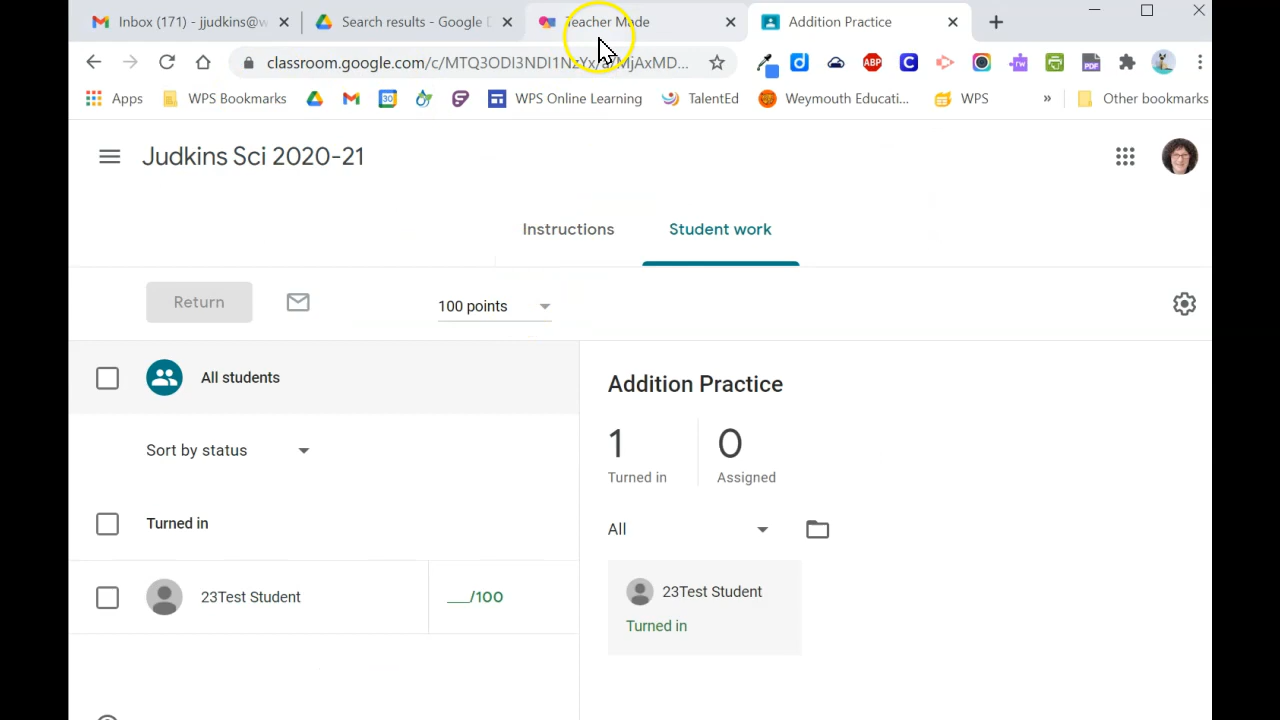 Inbox (171) - jjudkins@w
Search results - Google D
Teacher Made
Addition Practice
classroom.google.com/c/MTQ3ODI3NDI1NzYx/a/MjAxMD...
Apps
WPS Bookmarks
WPS Online Learning
TalentEd
Weymouth Educati...
WPS
»
Other bookmarks
Judkins Sci 2020-21
Instructions
Student work
Return
100 points
All students
Addition Practice
1
0
Turned in
Assigned
Sort by status
All
Turned in
23Test Student
___/100
23Test Student
Turned in